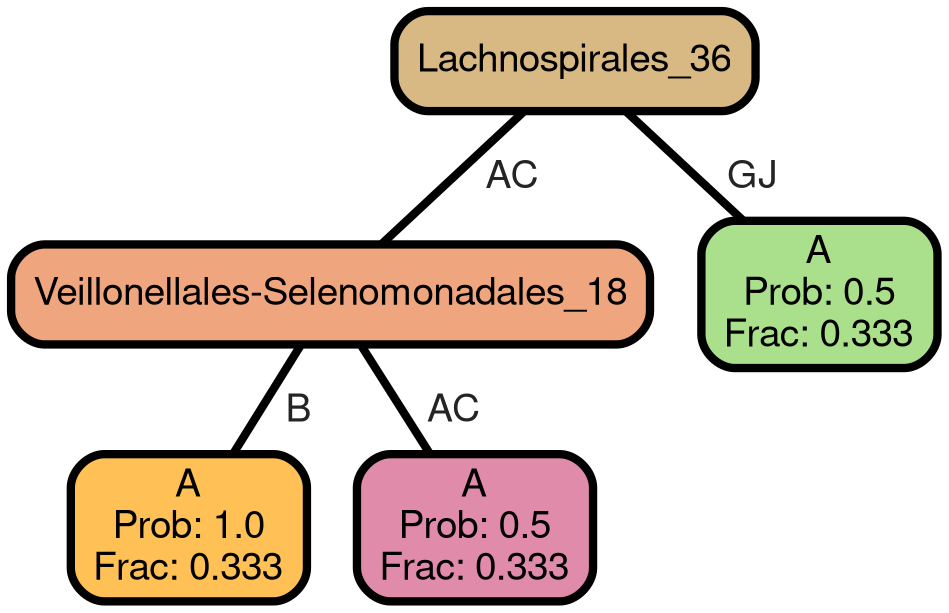 Lachnospirales_36
AC
GJ
Veillonellales-Selenomonadales_18
A
Prob: 0.5
Frac: 0.333
B
AC
A
Prob: 1.0
Frac: 0.333
A
Prob: 0.5
Frac: 0.333